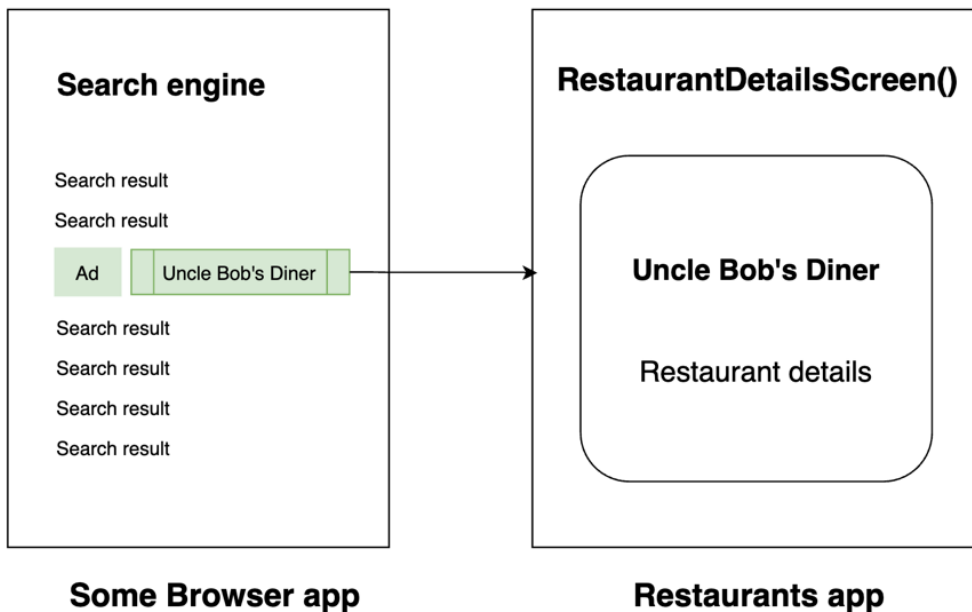 Search engine
Search result
Search result
Ad
Uncle Bob's Diner
Search result
Search result
Search result
Search result
Some Browser app
RestaurantDetailsScreen()
Uncle Bob's Diner
Restaurant details
Restaurants app